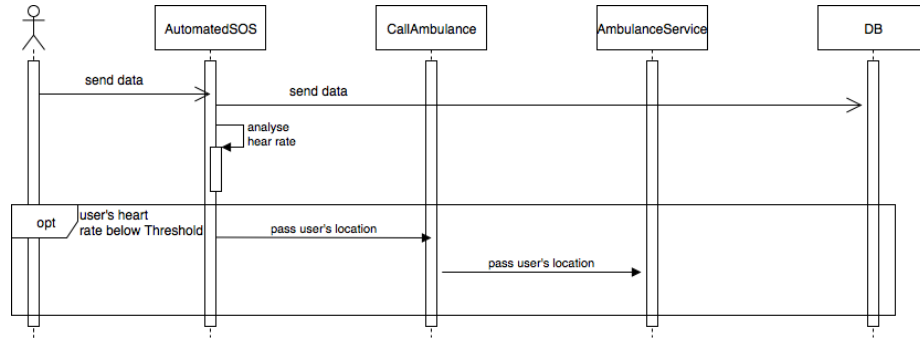 AutomatedSOS
CallAmbulance
AmbulanceService
DB
send data
send data
analyse
hear rate
opt
user's heart
rate below Threshold
pass user's location
pass user's location